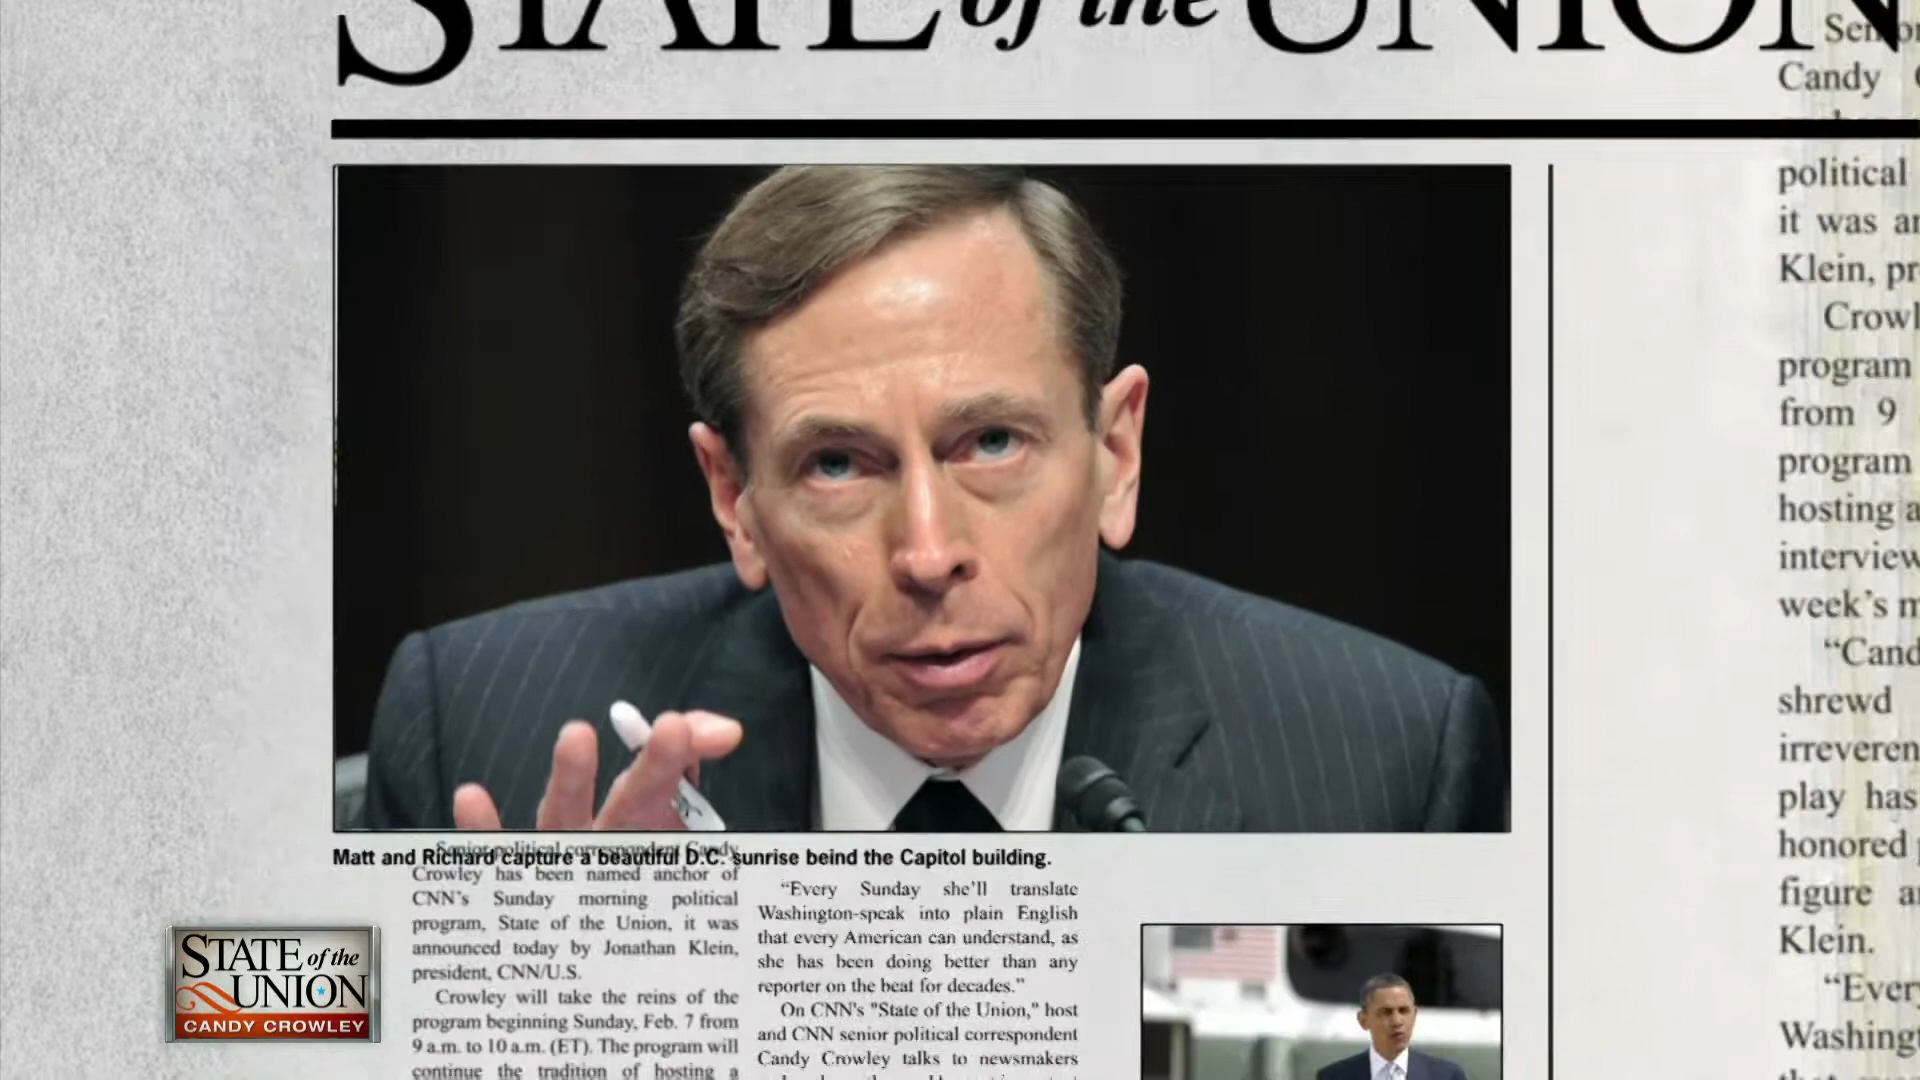 STATE of the UNION
Candy
political
it was
Klein,
program
from 9
program
hosting
interview
week's
shrewd
play has
honored
figure
Klein.
Matt and Richard capture a beautiful D.C. sunrise beind the Capitol building.
Senior political correspondent Candy
Crowley has been named anchor of
CNN's Sunday morning political
program, State of the Union, it was
announced today by Jonathan Klein,
president, CNN/U.S.
Crowley will take the reins of the
program beginning Sunday, Feb. 7 from
9 a.m. to 10 a.m. (ET). The program will
continue the tradition of hosting a
"Every Sunday she'll translate
Washington-speak into plain English
that every American can understand, as
she has been doing better than any
reporter on the beat for decades."
On CNN's "State of the Union," host
and CNN senior political correspondent
Candy Crowley talks to newsmakers
STATE of the
UNION
CANDY CROWLEY